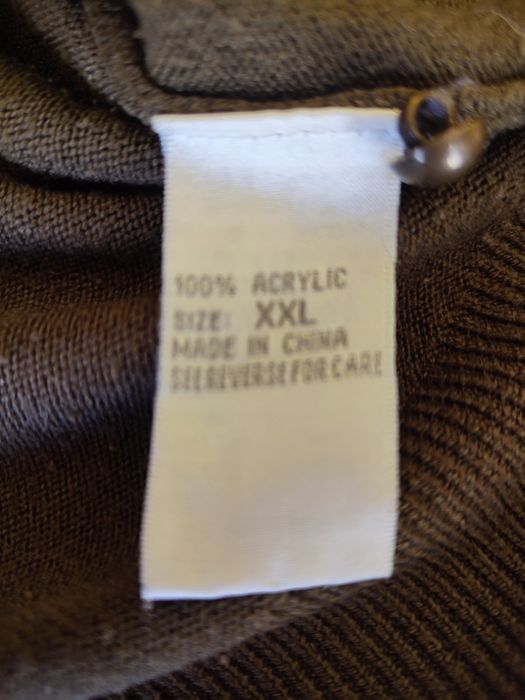 100% ACRYLIC
SIZE: XXL
MADE IN CHINA
SEE REVERSE FOR CARE